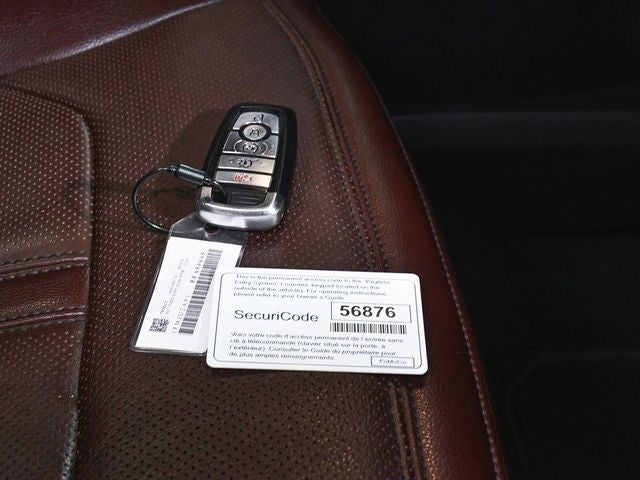 This is the permanent access code to the "Keyless
Entry System" (numeric keypad located on the
outside of the vehicle). For operating instructions,
please refer to your Owner's Guide.
SecuriCode 56876
Voici votre code d'accès permanent de l'entrée sans
clé à télécommande (clavier situé sur la porte, à
l'extérieur). Consulter le Guide du propriétaire pour
de plus amples renseignements.
FoMoCo